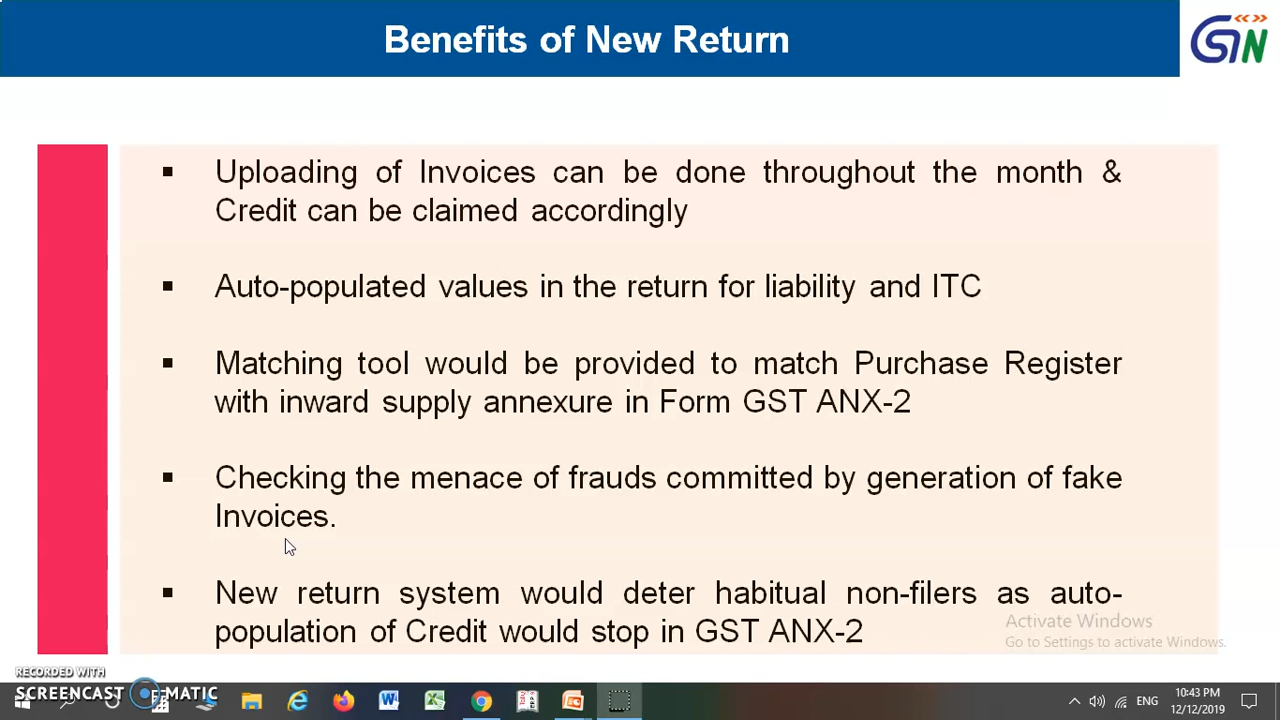 Benefits of New Return
GSTN
▪ Uploading of Invoices can be done throughout the month &
Credit can be claimed accordingly
▪ Auto-populated values in the return for liability and ITC
▪ Matching tool would be provided to match Purchase Register
with inward supply annexure in Form GST ANX-2
▪ Checking the menace of frauds committed by generation of fake
Invoices.
▪ New return system would deter habitual non-filers as auto-
population of Credit would stop in GST ANX-2
Activate Windows
Go to Settings to activate Windows.
RECORDED WITH
SCREENCAST MATIC
ENG
10:43 PM
12/12/2019